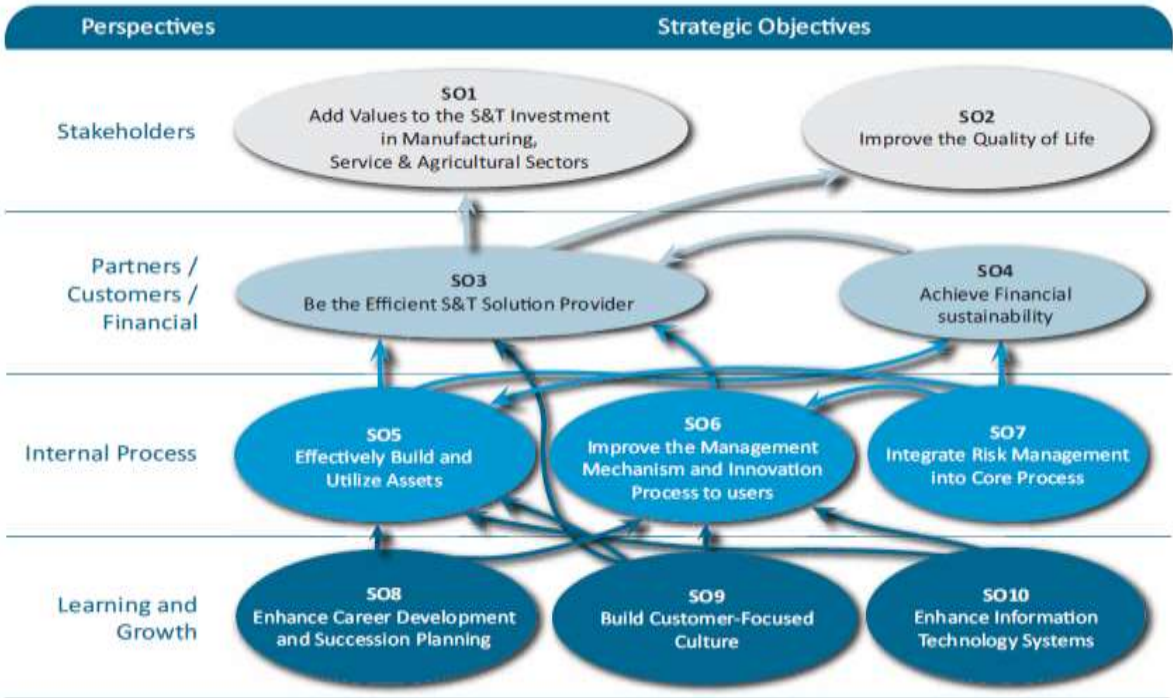 Perspectives
Strategic Objectives
Stakeholders
SO1
Add Values to the S&T Investment
in Manufacturing,
Service & Agricultural Sectors
SO2
Improve the Quality of Life
Partners /
Customers /
Financial
SO3
Be the Efficient S&T Solution Provider
SO4
Achieve Financial
sustainability
Internal Process
SO5
Effectively Build and
Utilize Assets
SO6
Improve the Management
Mechanism and Innovation
Process to users
SO7
Integrate Risk Management
into Core Process
Learning and
Growth
SO8
Enhance Career Development
and Succession Planning
SO9
Build Customer-Focused
Culture
SO10
Enhance Information
Technology Systems